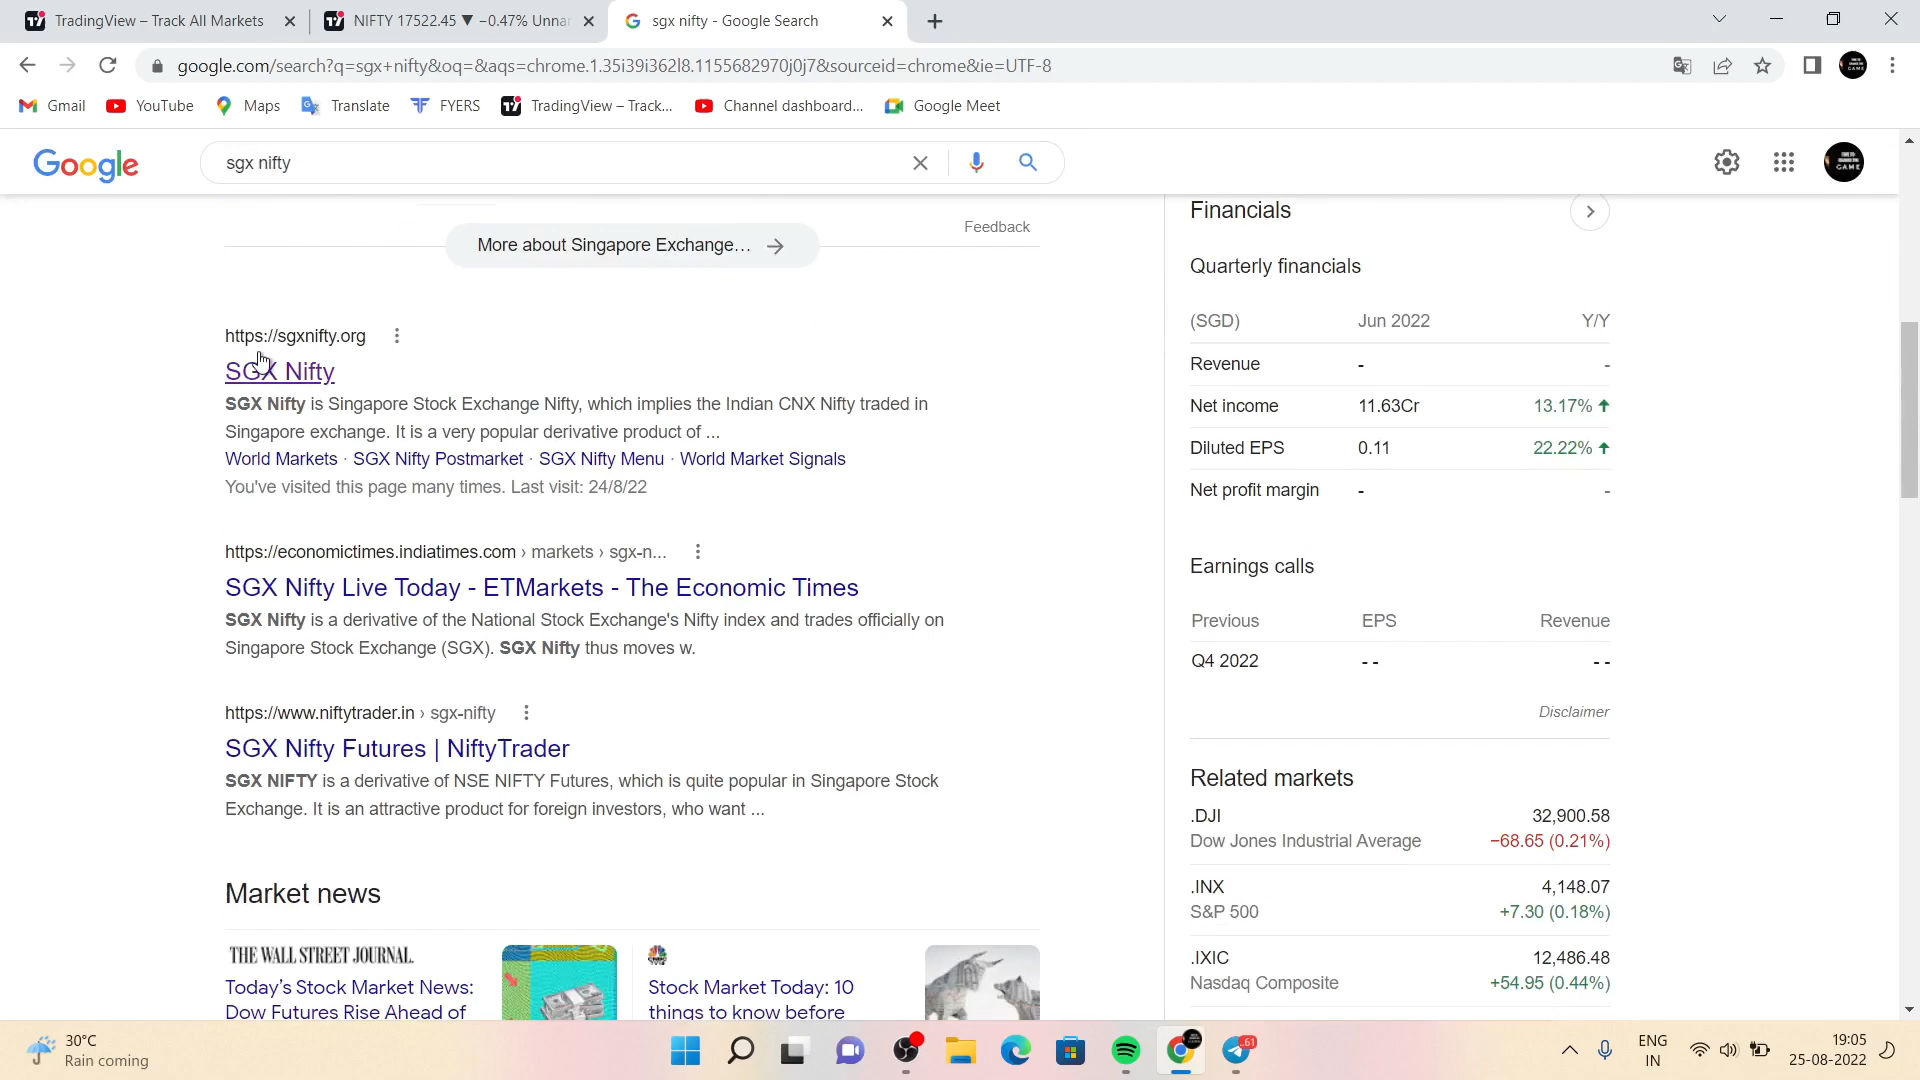 TradingView – Track All Markets
NIFTY 17522.45 ▼ −0.47% Unnar
sgx nifty - Google Search
google.com/search?q=sgx+nifty&oq=&aqs=chrome.1.35i39i362l8.1155682970j0j7&sourceid=chrome&ie=UTF-8
Gmail YouTube Maps Translate FYERS TradingView – Track... Channel dashboard... Google Meet
Google
sgx nifty
Feedback
More about Singapore Exchange… →
https://sgxnifty.org
SGX Nifty
SGX Nifty is Singapore Stock Exchange Nifty, which implies the Indian CNX Nifty traded in
Singapore exchange. It is a very popular derivative product of ...
World Markets · SGX Nifty Postmarket · SGX Nifty Menu · World Market Signals
You've visited this page many times. Last visit: 24/8/22
https://economictimes.indiatimes.com › markets › sgx-n...
SGX Nifty Live Today - ETMarkets - The Economic Times
SGX Nifty is a derivative of the National Stock Exchange's Nifty index and trades officially on
Singapore Stock Exchange (SGX). SGX Nifty thus moves w.
https://www.niftytrader.in › sgx-nifty
SGX Nifty Futures | NiftyTrader
SGX NIFTY is a derivative of NSE NIFTY Futures, which is quite popular in Singapore Stock
Exchange. It is an attractive product for foreign investors, who want ...
Market news
THE WALL STREET JOURNAL.
Today's Stock Market News:
Dow Futures Rise Ahead of
CNBC
Stock Market Today: 10
things to know before
Financials
Quarterly financials
(SGD) Jun 2022 Y/Y
Revenue - -
Net income 11.63Cr 13.17% ↑
Diluted EPS 0.11 22.22% ↑
Net profit margin - -
Earnings calls
Previous EPS Revenue
Q4 2022 - - - -
Disclaimer
Related markets
.DJI 32,900.58
Dow Jones Industrial Average −68.65 (0.21%)
.INX 4,148.07
S&P 500 +7.30 (0.18%)
.IXIC 12,486.48
Nasdaq Composite +54.95 (0.44%)
30°C
Rain coming
61
ENG
IN
19:05
25-08-2022